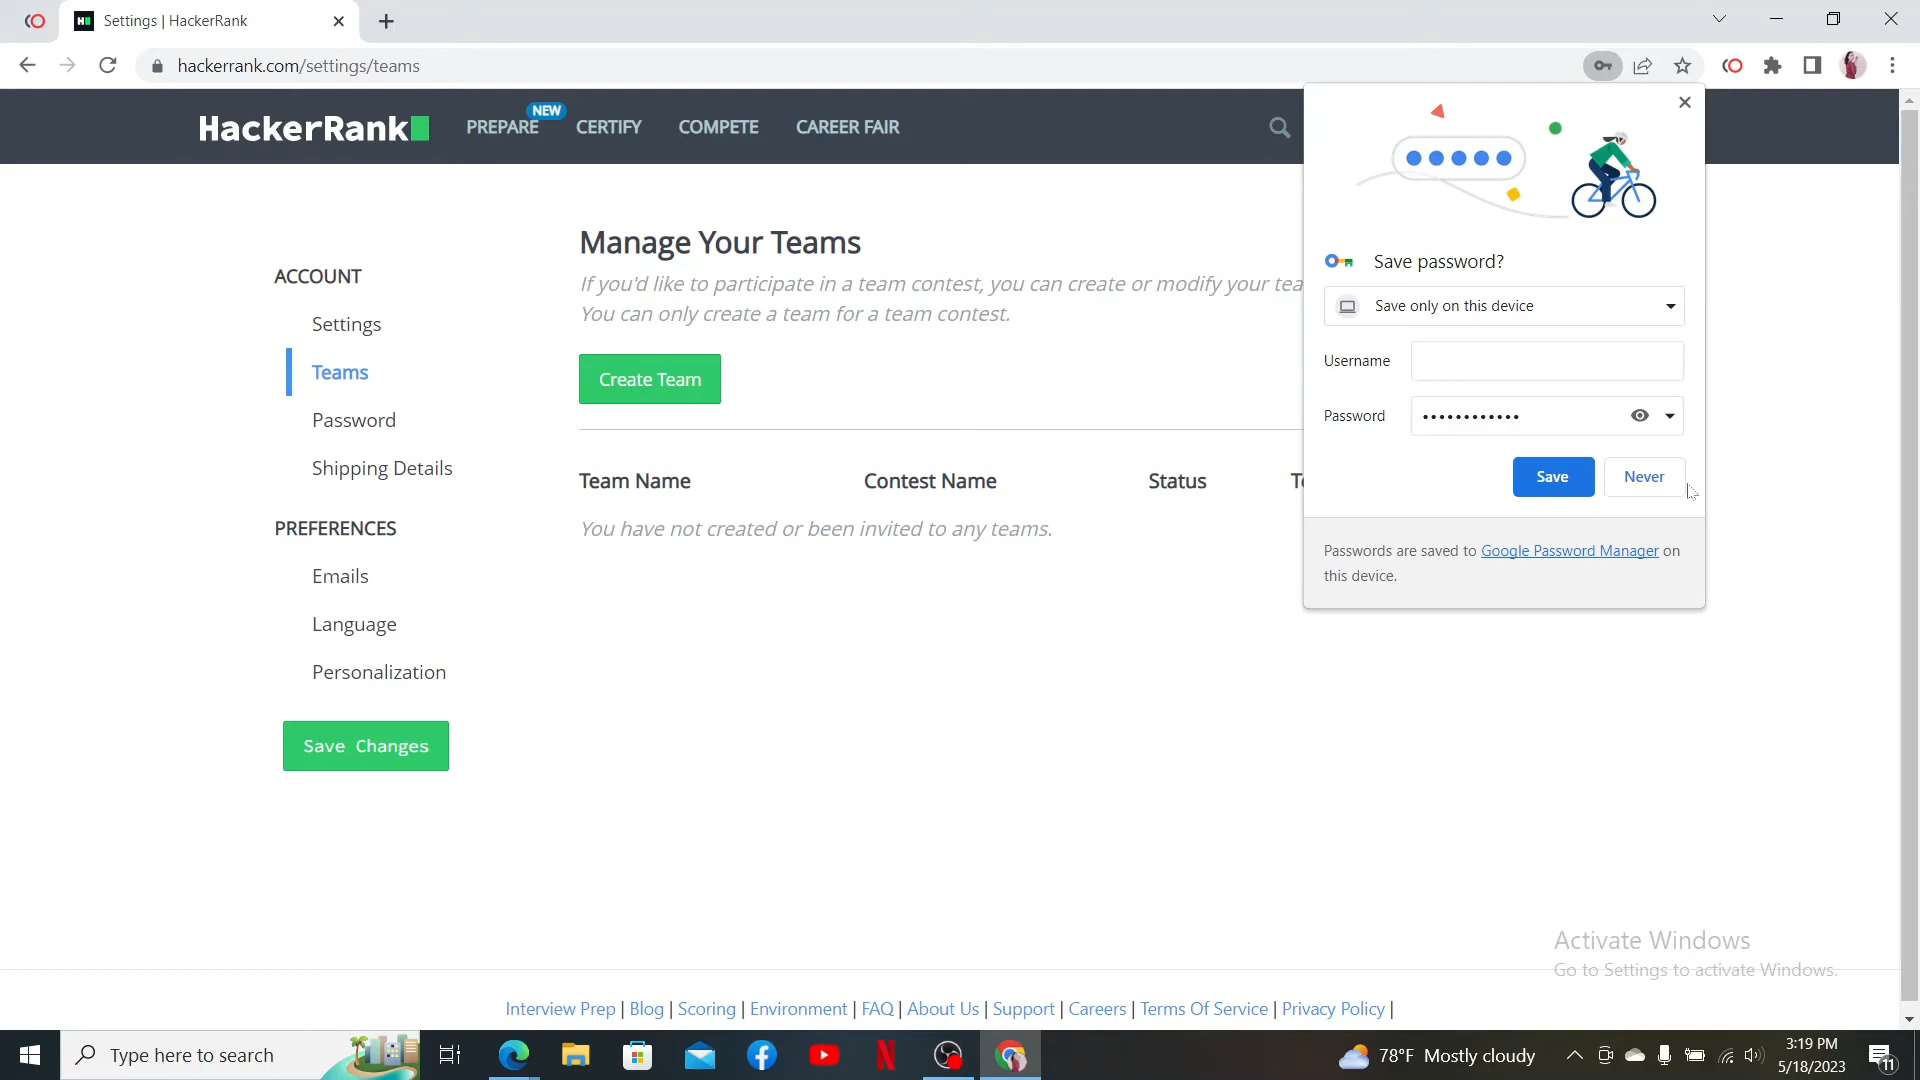 Settings | HackerRank
hackerrank.com/settings/teams
HackerRank
PREPARE
NEW
CERTIFY
COMPETE
CAREER FAIR
Manage Your Teams
If you'd like to participate in a team contest, you can create or modify your tea
You can only create a team for a team contest.
Create Team
Team Name
Contest Name
Status
Te
You have not created or been invited to any teams.
ACCOUNT
Settings
Teams
Password
Shipping Details
PREFERENCES
Emails
Language
Personalization
Save Changes
Save password?
Save only on this device
Username
Password
Save
Never
Passwords are saved to Google Password Manager on
this device.
Activate Windows
Go to Settings to activate Windows.
Interview Prep | Blog | Scoring | Environment | FAQ | About Us | Support | Careers | Terms Of Service | Privacy Policy |
Type here to search
78°F Mostly cloudy
3:19 PM
5/18/2023
11